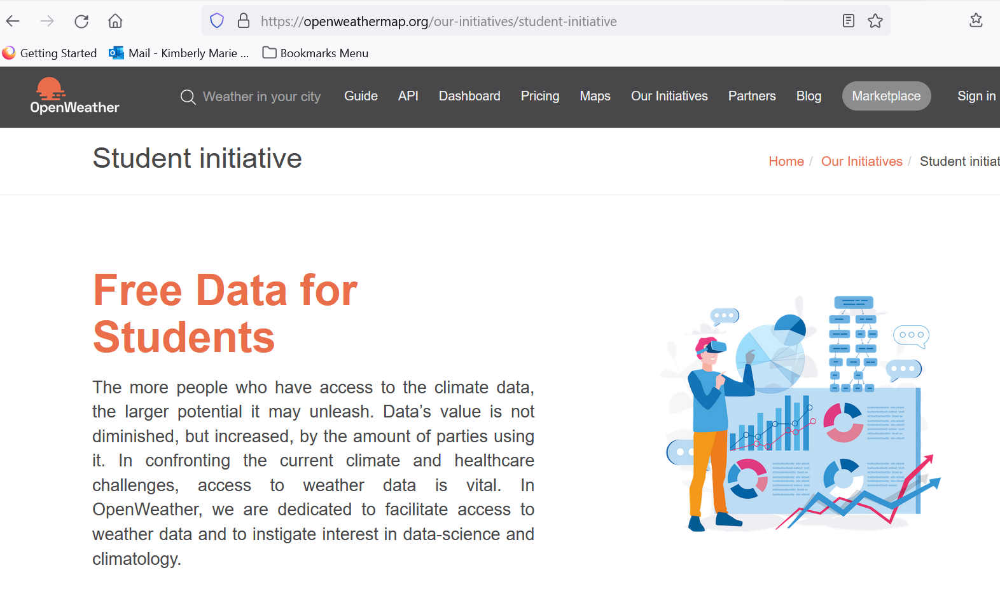 https://openweathermap.org/our-initiatives/student-initiative
Getting Started Mail - Kimberly Marie ... Bookmarks Menu
OpenWeather Weather in your city Guide API Dashboard Pricing Maps Our Initiatives Partners Blog Marketplace Sign in
Student initiative
Home / Our Initiatives / Student initiat
Free Data for
Students
The more people who have access to the climate data,
the larger potential it may unleash. Data’s value is not
diminished, but increased, by the amount of parties using
it. In confronting the current climate and healthcare
challenges, access to weather data is vital. In
OpenWeather, we are dedicated to facilitate access to
weather data and to instigate interest in data-science and
climatology.